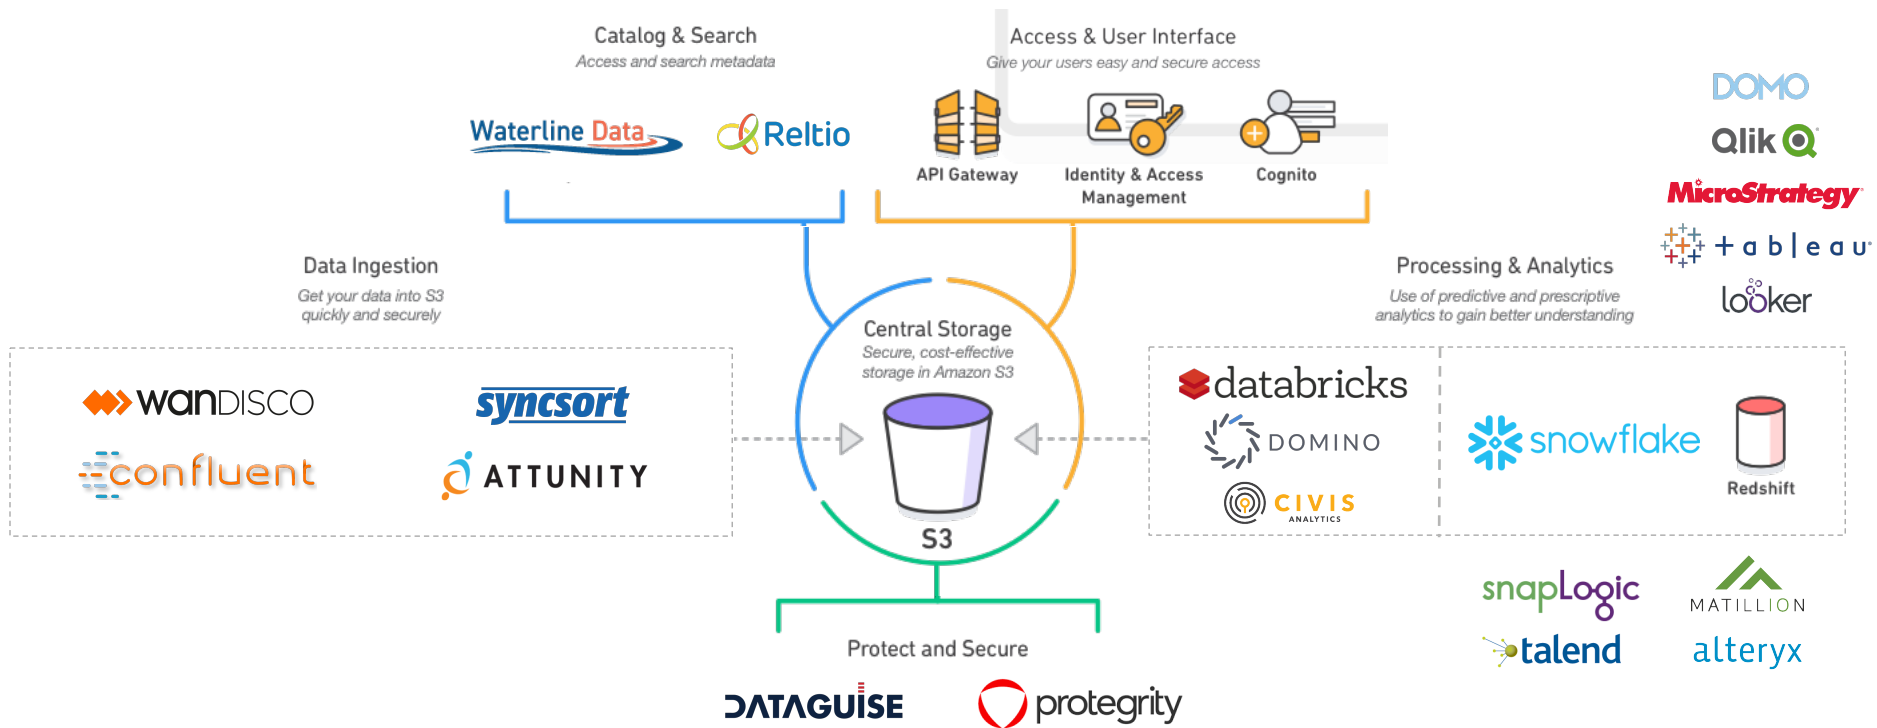 Catalog & Search
Access and search metadata
Waterline Data
Reltio
Access & User Interface
Give your users easy and secure access
API Gateway
Identity & Access
Management
Cognito
DOMO
Qlik
MicroStrategy
+ a b | e a u
looker
Data Ingestion
Get your data into S3
quickly and securely
WANDISCO
syncsort
confluent
ATTUNITY
Central Storage
Secure, cost-effective
storage in Amazon S3
S3
Processing & Analytics
Use of predictive and prescriptive
analytics to gain better understanding
databricks
DOMINO
CIVIS
ANALYTICS
snowflake
Redshift
snapLogic
MATILLION
talend
alteryx
Protect and Secure
DATAGUISE
protegrity